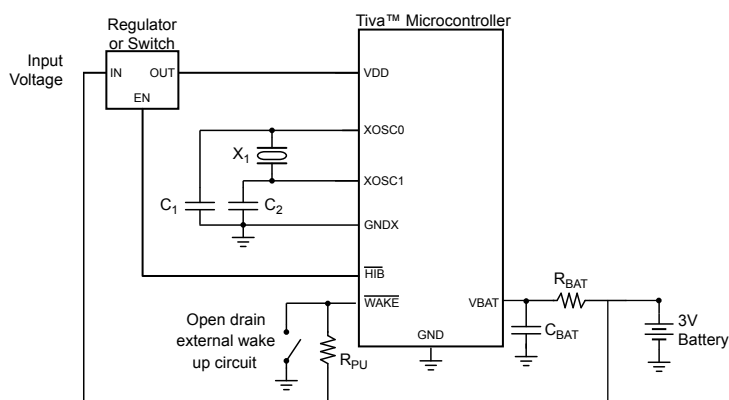 Tiva™ Microcontroller
Regulator
or Switch
Input
Voltage
IN
OUT
EN
VDD
XOSC0
X1
XOSC1
C1
C2
GNDX
HIB
WAKE
VBAT
RBAT
Open drain
external wake
up circuit
RPU
GND
CBAT
3V
Battery